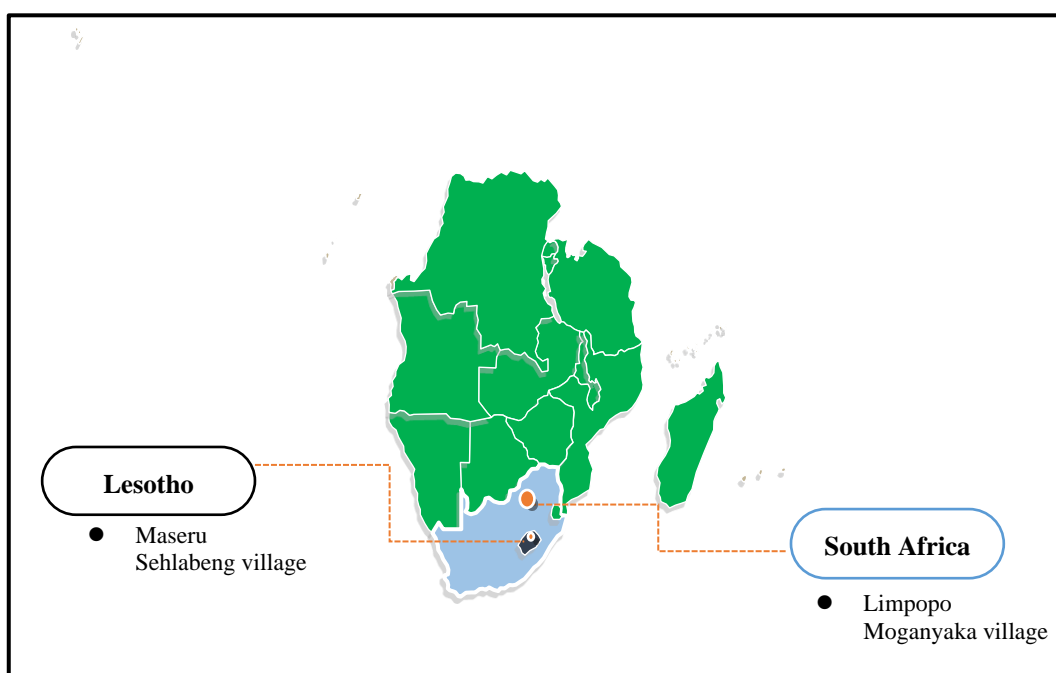 Lesotho
● Maseru
Sehlabeng village
South Africa
● Limpopo
Moganyaka village